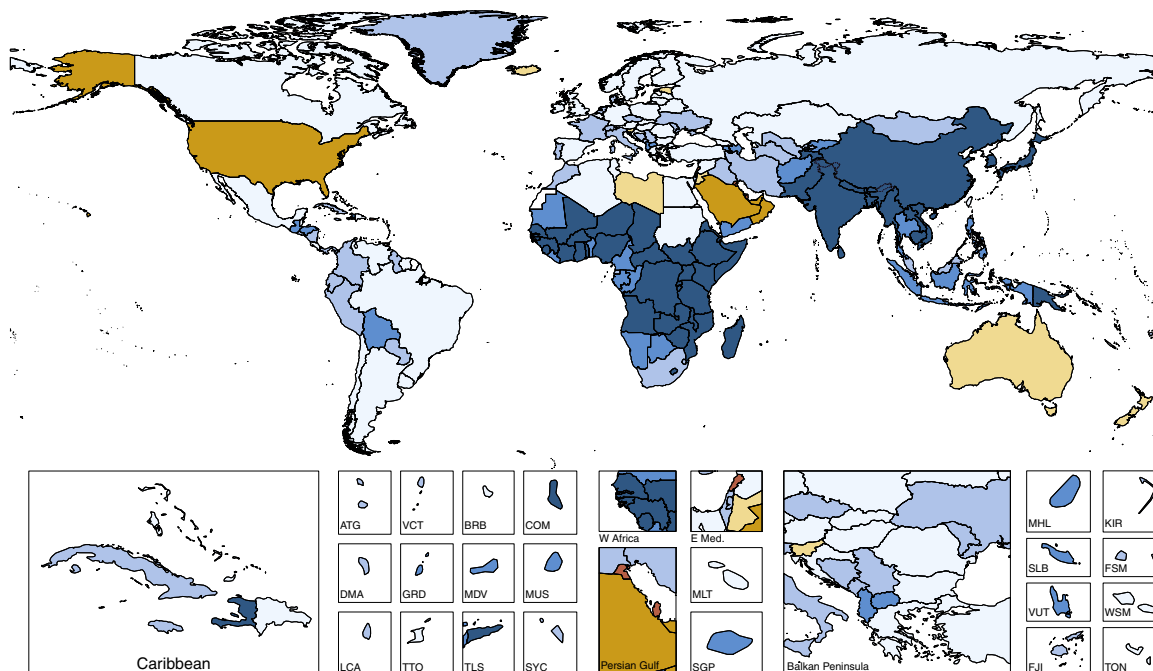 ATG
VCT
BRB
COM
W Africa
E Med.
MHL
KIR
DMA
GRD
MDV
MUS
MLT
SLB
FSM
VUT
WSM
Caribbean
LCA
TTO
TLS
SYC
Persian Gulf
SGP
Balkan Peninsula
FJI
TON